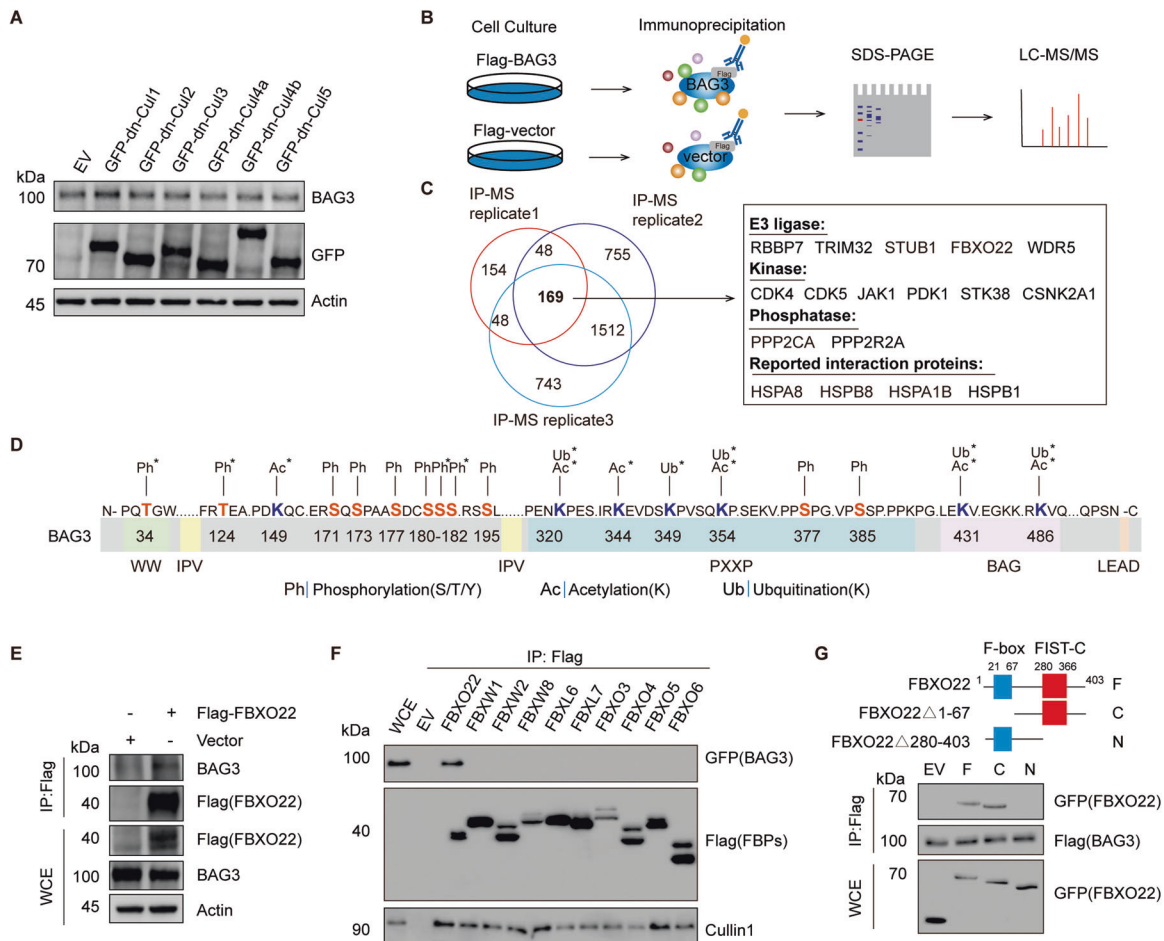 A
EV
GFP-dn-Cul1
GFP-dn-Cul2
GFP-dn-Cul3
GFP-dn-Cul4a
GFP-dn-Cul4b
GFP-dn-Cul5
kDa
100
BAG3
70
GFP
45
Actin
B
Cell Culture
Flag-BAG3
Flag-vector
Immunoprecipitation
Flag
BAG3
Flag
vector
SDS-PAGE
LC-MS/MS
C
IP-MS
replicate1
IP-MS
replicate2
154
48
755
169
48
1512
743
IP-MS replicate3
E3 ligase:
RBBP7 TRIM32 STUB1 FBXO22 WDR5
Kinase:
CDK4 CDK5 JAK1 PDK1 STK38 CSNK2A1
Phosphatase:
PPP2CA PPP2R2A
Reported interaction proteins:
HSPA8 HSPB8 HSPA1B HSPB1
D
Ub* Ub* Ub* Ub*
Ph* Ph* Ac* Ph Ph Ph Ph Ph* Ph* Ph Ac* Ac* Ub* Ac* Ph Ph Ac* Ac*
N- PQTGW......FRTEA.PDKQC.ERSQSPAASDCSSS.RSSL......PENKPES.IRKEVDSKPVSQKP.SEKV.PPSPG.VPSSP.PPKPG.LEKV.EGKK.RKVQ...QPSN -C
BAG3 34 124 149 171 173 177 180-182 195 320 344 349 354 377 385 431 486
WW IPV IPV PXXP BAG LEAD
Ph| Phosphorylation(S/T/Y) Ac|Acetylation(K) Ub|Ubquitination(K)
E
- + Flag-FBXO22
+ - Vector
kDa
IP:Flag
100 BAG3
40 Flag(FBXO22)
WCE
40 Flag(FBXO22)
100 BAG3
45 Actin
F
IP: Flag
WCE
EV
FBXO22
FBXW1
FBXW2
FBXW8
FBXL6
FBXL7
FBXO3
FBXO4
FBXO5
FBXO6
kDa
100 GFP(BAG3)
40 Flag(FBPs)
90 Cullin1
G
F-box FIST-C
21 67 280 366
FBXO22 1 403 F
FBXO22△1-67 C
FBXO22△280-403 N
EV F C N
kDa
IP:Flag
70 GFP(FBXO22)
100 Flag(BAG3)
WCE
70 GFP(FBXO22)